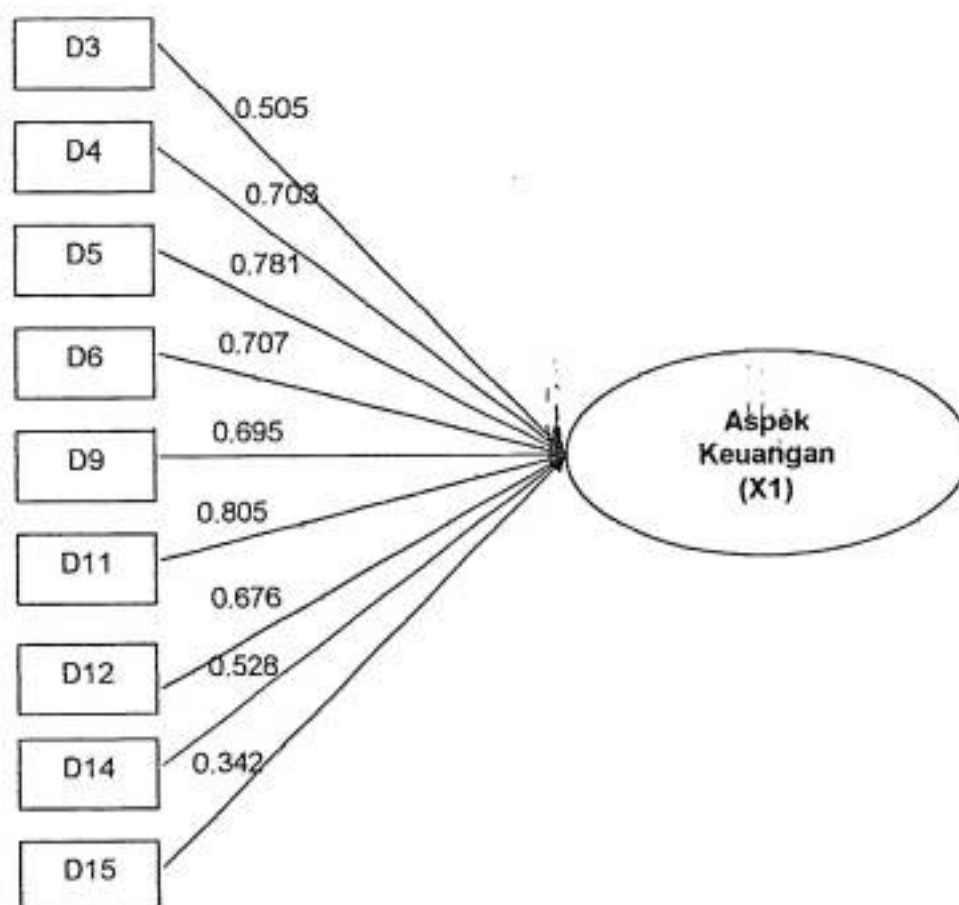 D3
0.505
D4
0.703
D5
0.781
D6
0.707
D9
0.695
D11
0.805
D12
0.676
D14
0.528
D15
0.342
Aspek
Keuangan
(X1)